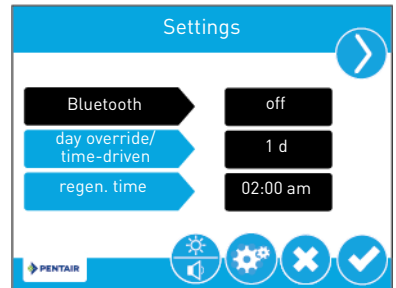 Settings
Bluetooth off
day override/
time-driven 1 d
regen. time 02:00 am
PENTAIR